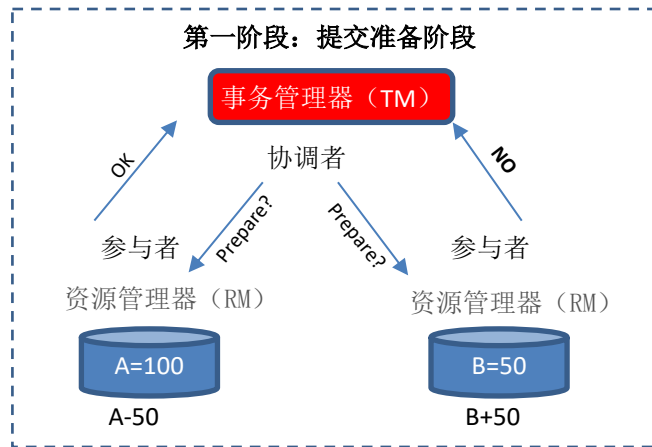 第一阶段：提交准备阶段
事务管理器（TM）
协调者
OK
Prepare?
Prepare?
NO
参与者
参与者
资源管理器（RM）
资源管理器（RM）
A=100
B=50
A-50
B+50